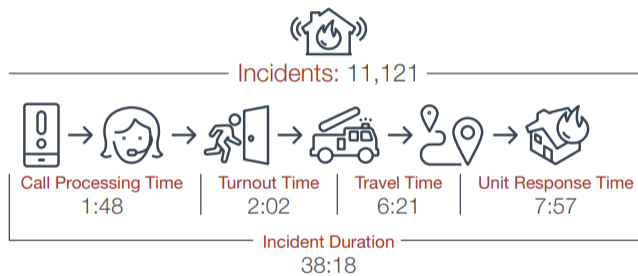 Incidents: 11,121
Call Processing Time
1:48
Turnout Time
2:02
Travel Time
6:21
Unit Response Time
7:57
Incident Duration
38:18